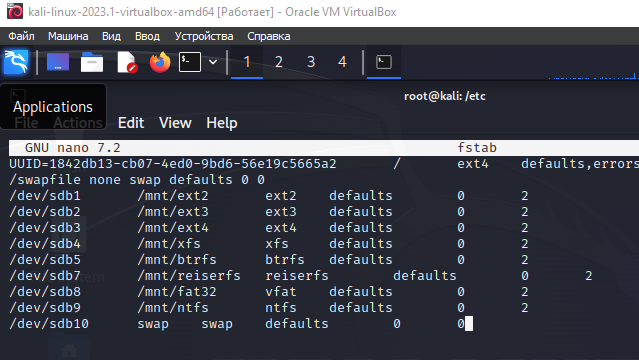 kali-linux-2023.1-virtualbox-amd64 [Работает] - Oracle VM VirtualBox
Файл Машина Вид Ввод Устройства Справка
1 2 3 4
Applications
root@kali: /etc
File Actions Edit View Help
GNU nano 7.2 fstab
UUID=1842db13-cb07-4ed0-9bd6-56e19c5665a2 / ext4 defaults,errors
/swapfile none swap defaults 0 0
/dev/sdb1 /mnt/ext2 ext2 defaults 0 2
/dev/sdb2 /mnt/ext3 ext3 defaults 0 2
/dev/sdb3 /mnt/ext4 ext4 defaults 0 2
/dev/sdb4 /mnt/xfs xfs defaults 0 2
/dev/sdb5 /mnt/btrfs btrfs defaults 0 2
/dev/sdb7 /mnt/reiserfs reiserfs defaults 0 2
/dev/sdb8 /mnt/fat32 vfat defaults 0 2
/dev/sdb9 /mnt/ntfs ntfs defaults 0 2
/dev/sdb10 swap swap defaults 0 0